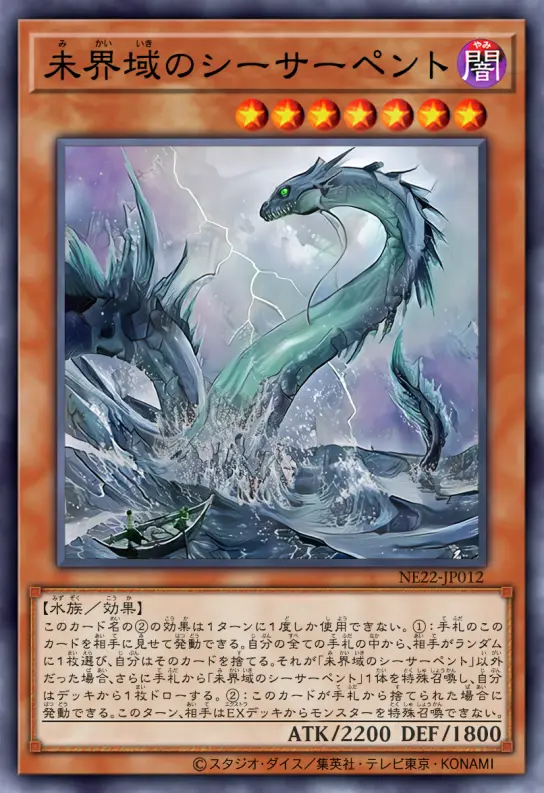 未界域のシーサーペント
闇
NE22-JP012
【水族／効果】
このカード名の②の効果は1ターンに1度しか使用できない。①：手札のこの
カードを相手に見せて発動できる。自分の全ての手札の中から、相手がランダム
に1枚選び、自分はそのカードを捨てる。それが「未界域のシーサーペント」以外
だった場合、さらに手札から「未界域のシーサーペント」1体を特殊召喚し、自分
はデッキから1枚ドローする。②：このカードが手札から捨てられた場合に
発動できる。このターン、相手はEXデッキからモンスターを特殊召喚できない。
ATK/2200 DEF/1800
©スタジオ・ダイス／集英社・テレビ東京・KONAMI